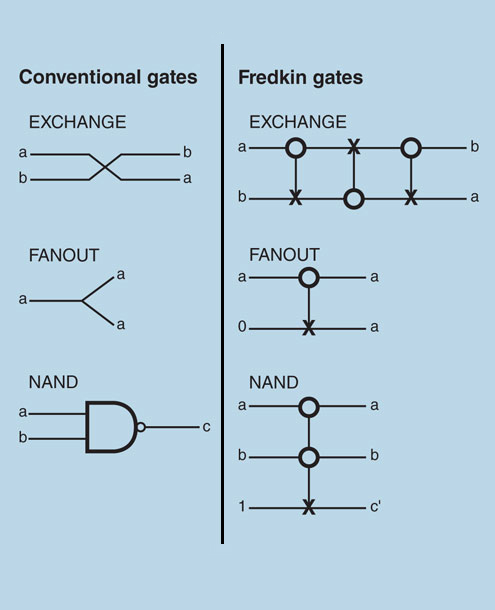 Conventional gates
EXCHANGE
a b
b a
FANOUT
a
a
a
NAND
a
b
c
Fredkin gates
EXCHANGE
a b
b a
FANOUT
a a
0 a
NAND
a a
b b
1 c'